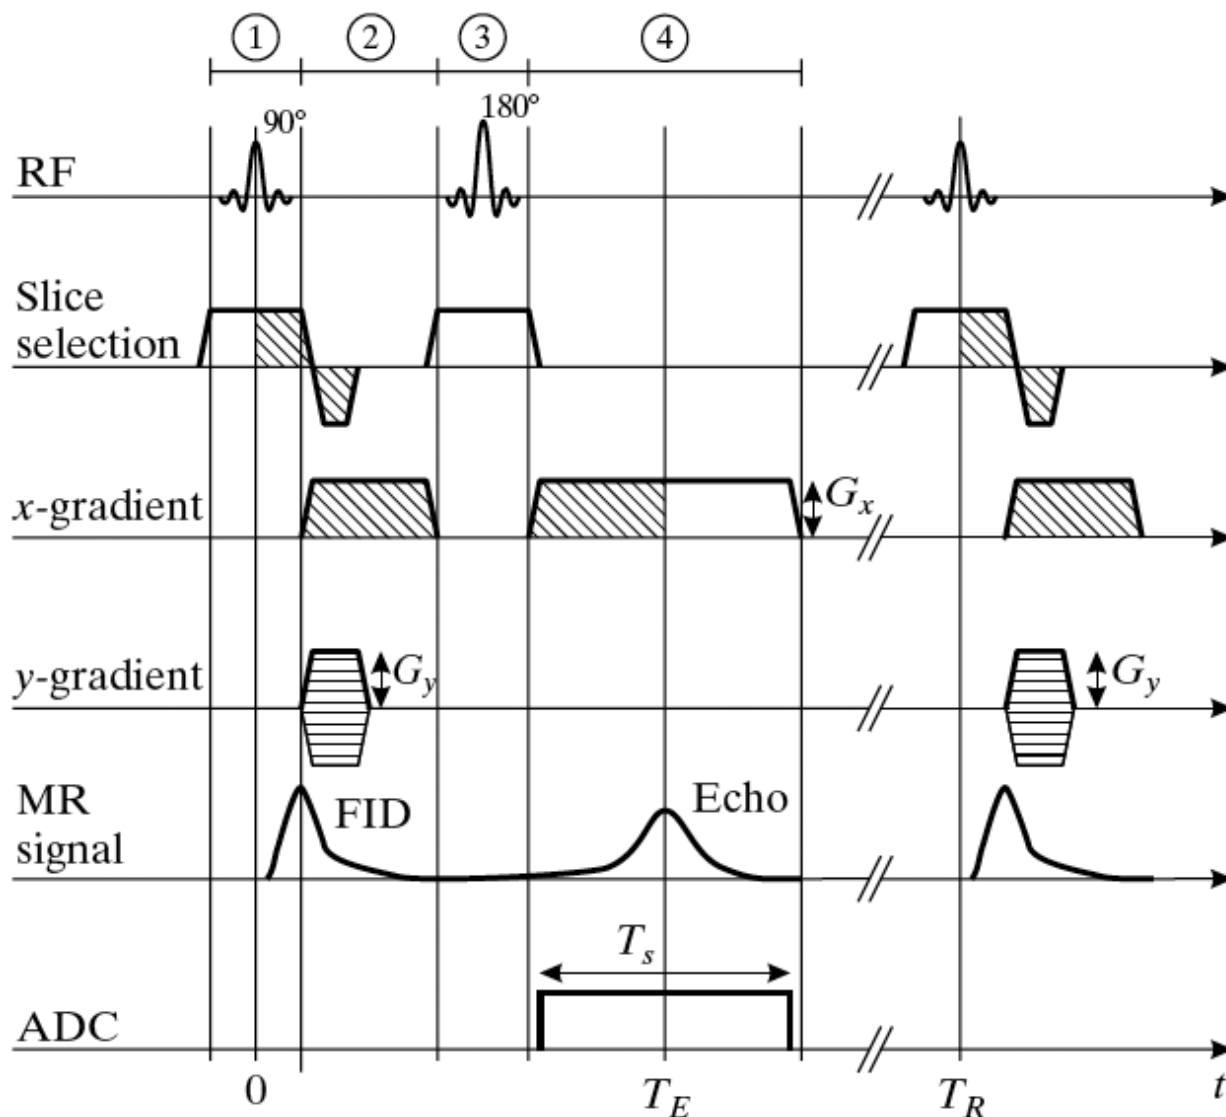 ① ② ③ ④
90° 180°
RF
Slice
selection
x-gradient
G_x
y-gradient
G_y G_y
MR
signal
FID Echo
T_s
ADC
0 T_E T_R t